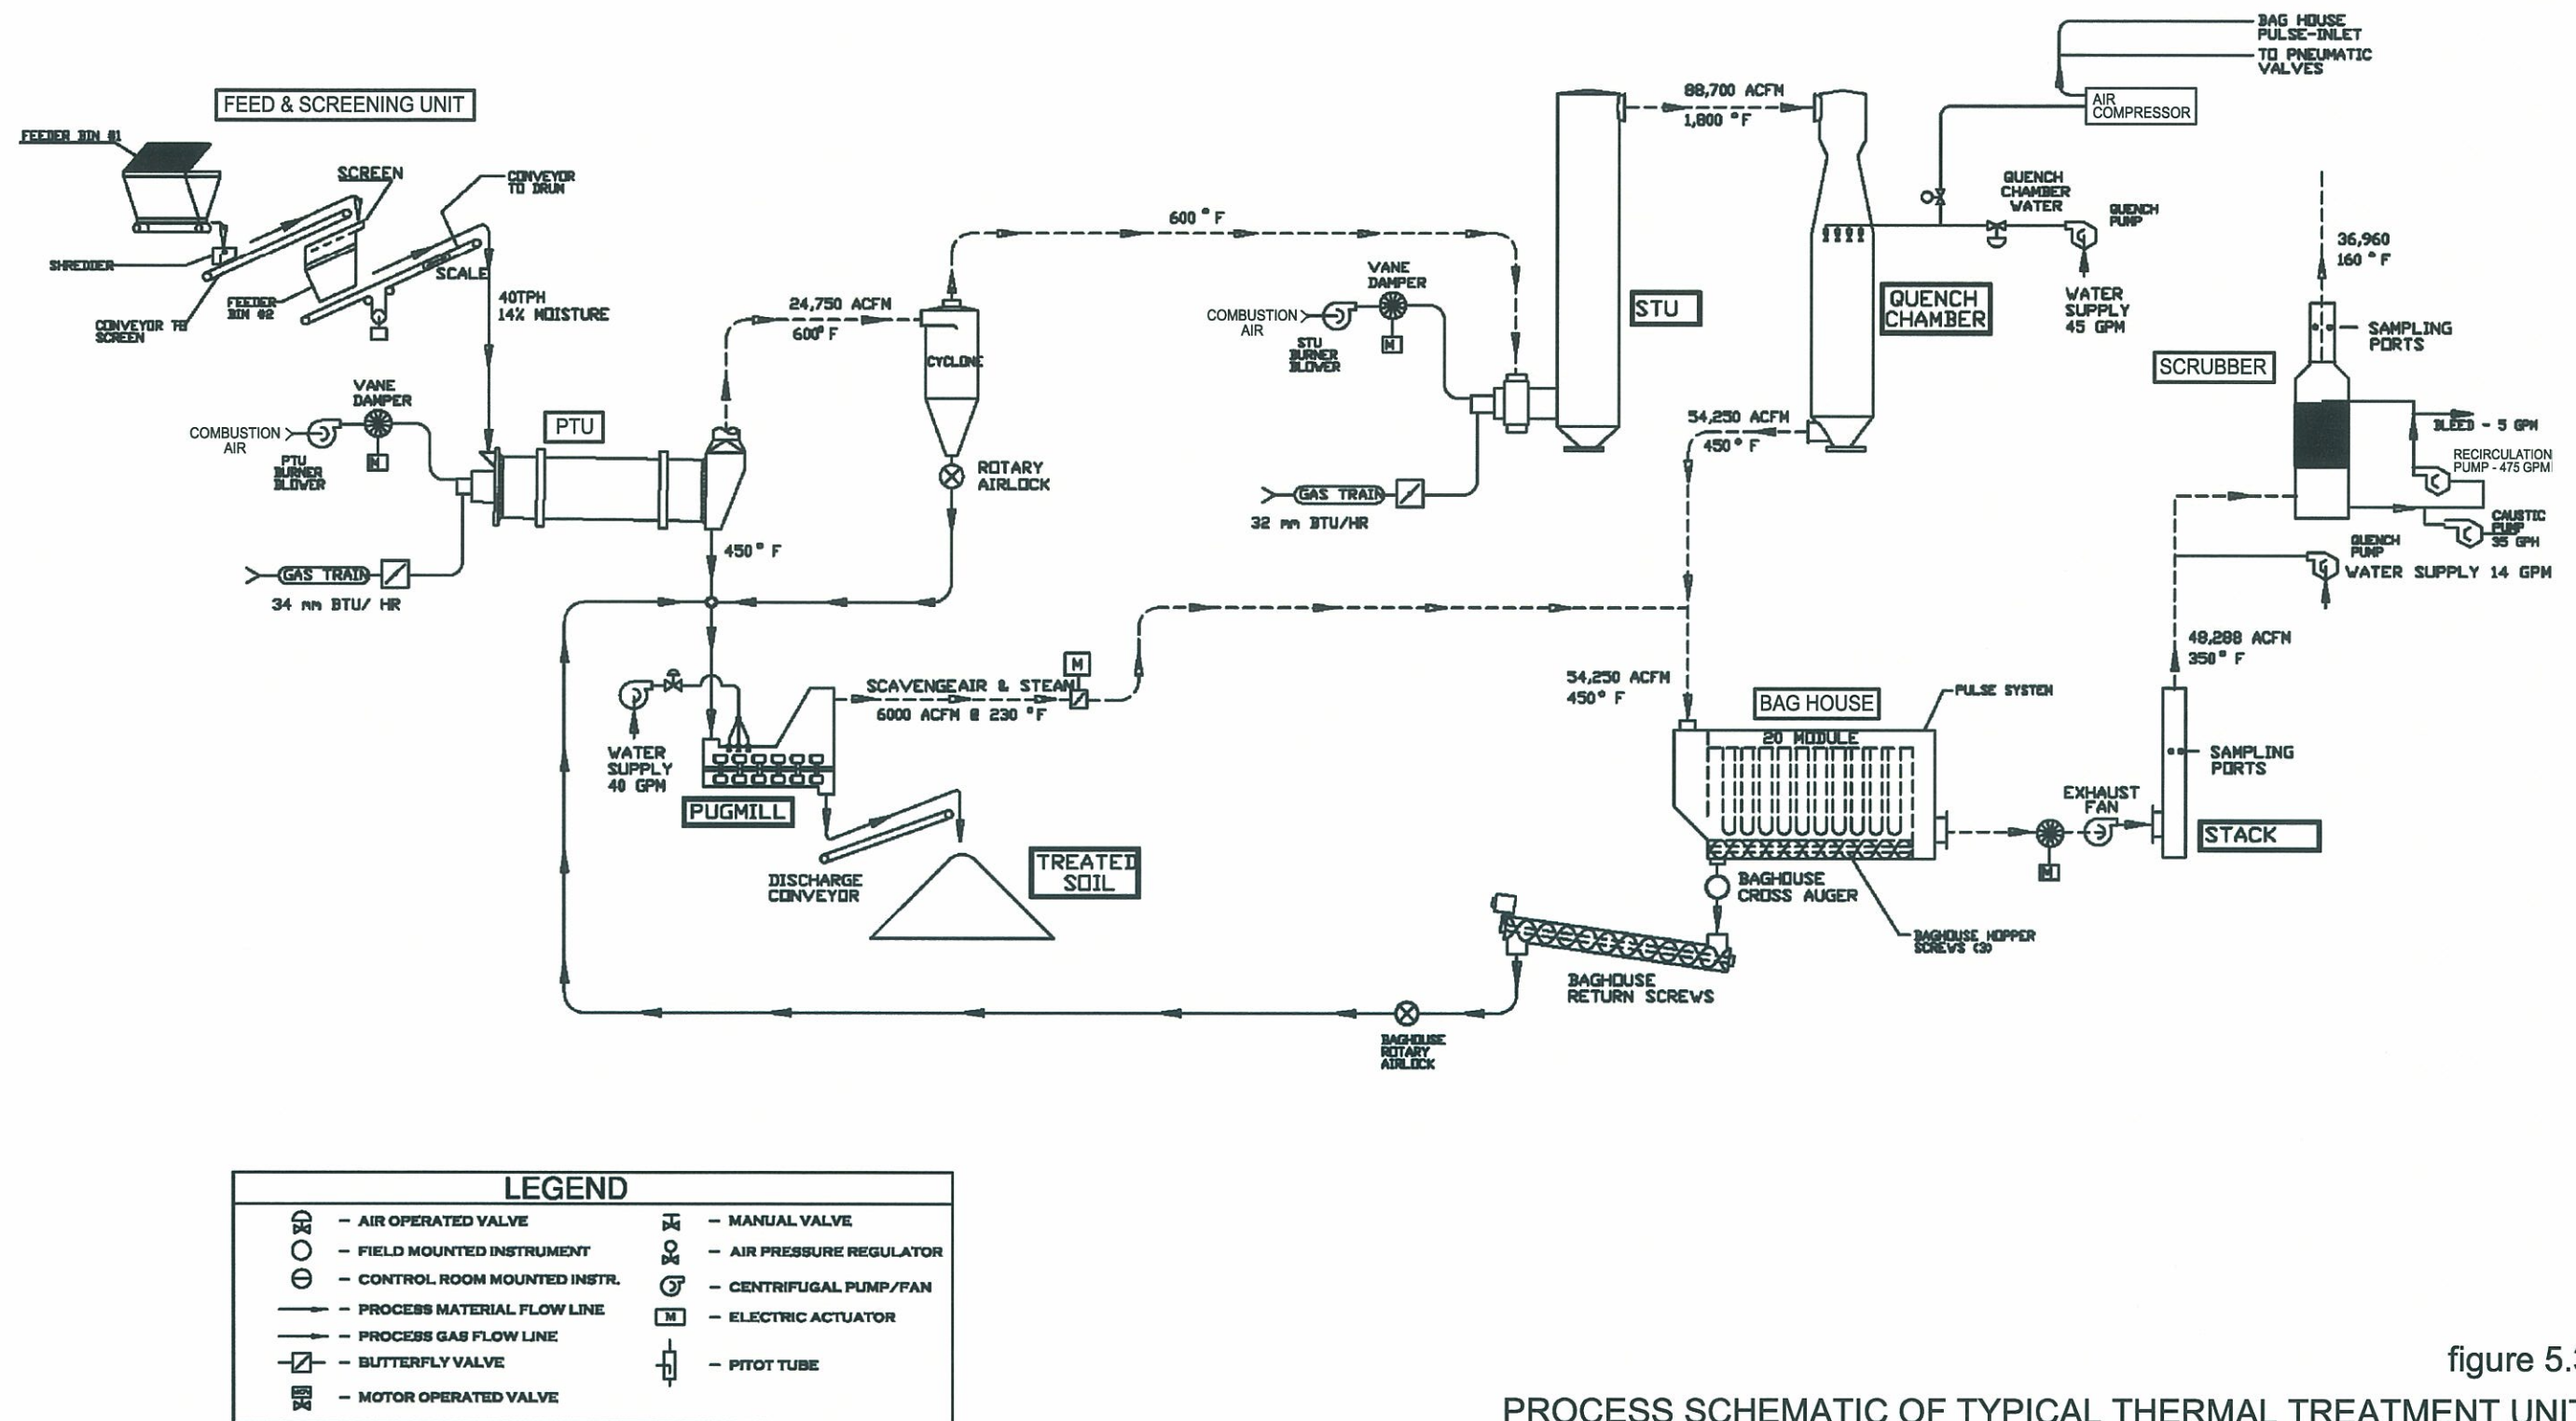 BAG HOUSE
PULSE-INLET
TO PNEUMATIC
VALVES
AIR
COMPRESSOR
FEED & SCREENING UNIT
FEEDER BIN #1
SCREEN
CONVEYOR
TO DRUM
SHREDDER
SCALE
FEEDER
BIN #2
CONVEYOR TO
SCREEN
40TPH
14% MOISTURE
88,700 ACFM
1,800 °F
QUENCH
CHAMBER
WATER
QUENCH
PUMP
WATER
SUPPLY
45 GPM
600 °F
24,750 ACFM
600° F
CYCLONE
VANE
DAMPER
COMBUSTION
AIR
STU
BURNER
BLOWER
M
STU
QUENCH
CHAMBER
36,960
160 °F
SAMPLING
PORTS
SCRUBBER
BLEED - 5 GPM
RECIRCULATION
PUMP - 475 GPM
CAUSTIC
PUMP
35 GPH
QUENCH
PUMP
WATER SUPPLY 14 GPM
VANE
DAMPER
COMBUSTION
AIR
PTU
BURNER
BLOWER
M
PTU
ROTARY
AIRLOCK
54,250 ACFM
450° F
GAS TRAIN
32 mm BTU/HR
450° F
GAS TRAIN
34 mm BTU/ HR
M
SCAVENGEAIR & STEAM
6000 ACFM @ 230 °F
WATER
SUPPLY
40 GPM
PUGMILL
DISCHARGE
CONVEYOR
TREATED
SOIL
54,250 ACFM
450° F
BAG HOUSE
PULSE SYSTEM
20 MODULE
48,288 ACFM
350° F
SAMPLING
PORTS
EXHAUST
FAN
M
STACK
BAGHOUSE
CROSS AUGER
BAGHOUSE HOPPER
SCREWS (3)
BAGHOUSE
RETURN SCREWS
BAGHOUSE
ROTARY
AIRLOCK
LEGEND
- AIR OPERATED VALVE
- FIELD MOUNTED INSTRUMENT
- CONTROL ROOM MOUNTED INSTR.
- PROCESS MATERIAL FLOW LINE
- PROCESS GAS FLOW LINE
- BUTTERFLY VALVE
MOV
- MOTOR OPERATED VALVE
- MANUAL VALVE
- AIR PRESSURE REGULATOR
- CENTRIFUGAL PUMP/FAN
M - ELECTRIC ACTUATOR
- PITOT TUBE
figure 5.3
PROCESS SCHEMATIC OF TYPICAL THERMAL TREATMENT UNI